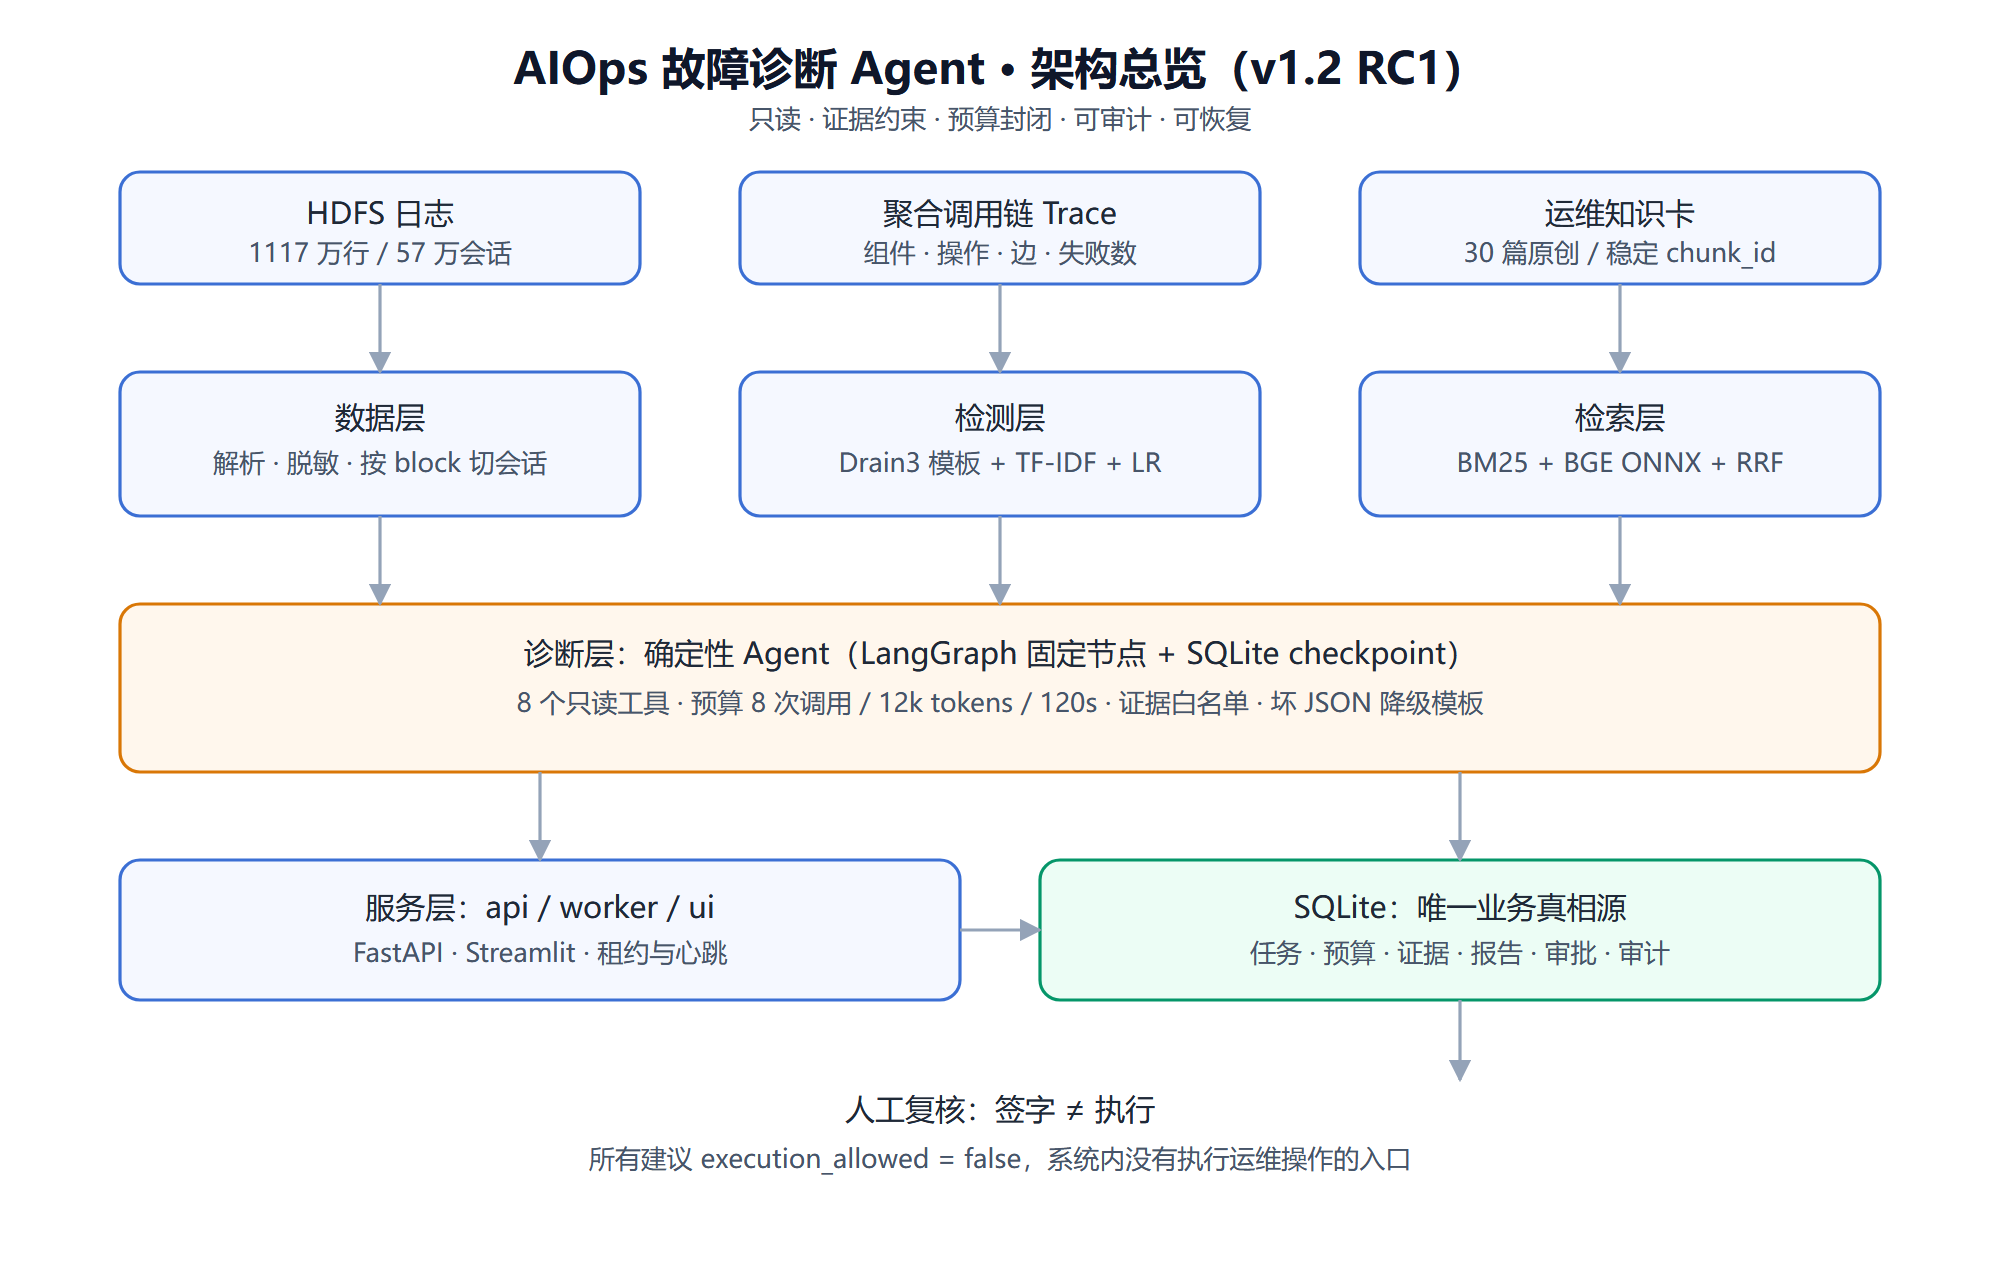 AIOps 故障诊断 Agent · 架构总览（v1.2 RC1）
只读 · 证据约束 · 预算封闭 · 可审计 · 可恢复
HDFS 日志
1117 万行 / 57 万会话
聚合调用链 Trace
组件 · 操作 · 边 · 失败数
运维知识卡
30 篇原创 / 稳定 chunk_id
数据层
解析 · 脱敏 · 按 block 切会话
检测层
Drain3 模板 + TF-IDF + LR
检索层
BM25 + BGE ONNX + RRF
诊断层：确定性 Agent（LangGraph 固定节点 + SQLite checkpoint）
8 个只读工具 · 预算 8 次调用 / 12k tokens / 120s · 证据白名单 · 坏 JSON 降级模板
服务层：api / worker / ui
FastAPI · Streamlit · 租约与心跳
SQLite：唯一业务真相源
任务 · 预算 · 证据 · 报告 · 审批 · 审计
人工复核：签字 ≠ 执行
所有建议 execution_allowed = false，系统内没有执行运维操作的入口